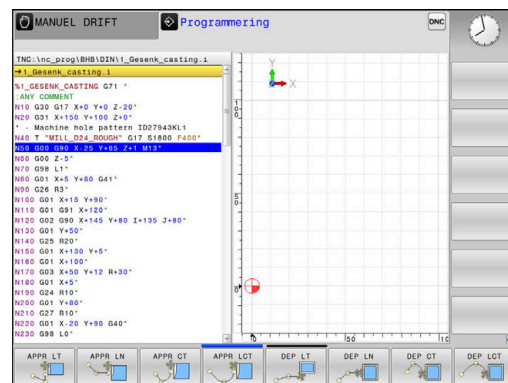 MANUEL DRIFT
Programmering
DNC
TNC:\nc_prog\BHB\DIN\1_Gesenk_casting.i
→1_Gesenk_casting.i
%1_GESENK_CASTING G71 *
;ANY COMMENT
N10 G30 G17 X+0 Y+0 Z-20*
N20 G31 X+150 Y+100 Z+0*
* - Machine hole pattern ID27943KL1
N40 T "MILL_D24_ROUGH" G17 S1800 F400*
N50 G00 G90 X-25 Y+85 Z+1 M13*
N60 G00 Z-5*
N70 G98 L1*
N80 G01 X+5 Y+80 G41*
N90 G26 R3*
N100 G01 X+15 Y+90*
N110 G01 G91 X+120*
N120 G02 G90 X+145 Y+80 I+135 J+80*
N130 G01 Y+50*
N140 G25 R20*
N150 G01 X+130 Y+5*
N160 G01 X+100*
N170 G03 X+50 Y+12 R+30*
N180 G01 X+5*
N190 G24 R10*
N200 G01 Y+80*
N210 G27 R10*
N220 G01 X-20 Y+90 G40*
N230 G98 L0*
Y
X
100
50
0
0
50
APPR LT
APPR LN
APPR CT
APPR LCT
DEP LT
DEP LN
DEP CT
DEP LCT